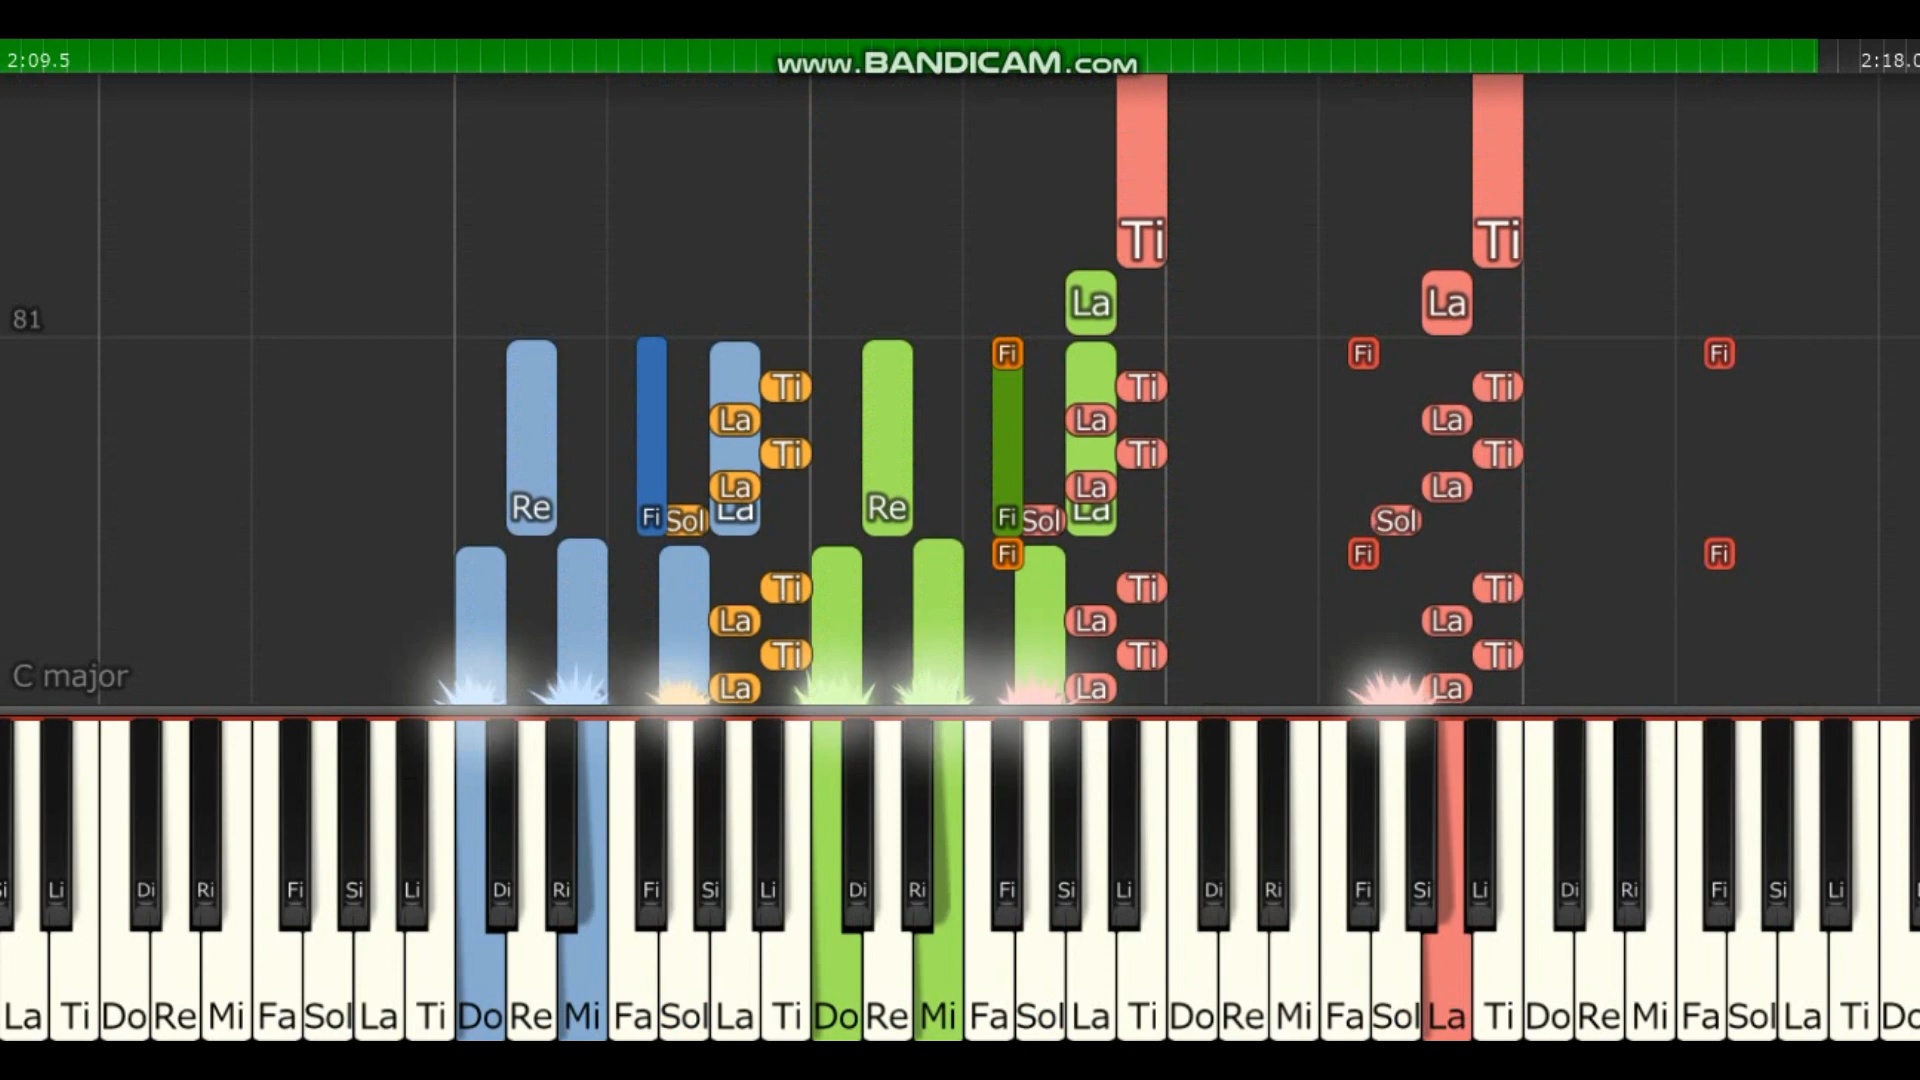 2:09.5 www.BANDICAM.com 2:18.0
Ti Ti
La La
81
Fi Fi Fi
Ti Ti Ti
La La La
Ti Ti Ti
La La La
Re Fi Sol La Re Fi Sol La Sol
Fi Fi Fi
Ti Ti Ti
La La La
Ti Ti Ti
C major La La La
Si Li Di Ri Fi Si Li Di Ri Fi Si Li Di Ri Fi Si Li Di Ri Fi Si Li Di Ri Fi Si Li
La Ti Do Re Mi Fa Sol La Ti Do Re Mi Fa Sol La Ti Do Re Mi Fa Sol La Ti Do Re Mi Fa Sol La Ti Do Re Mi Fa Sol La Ti Do